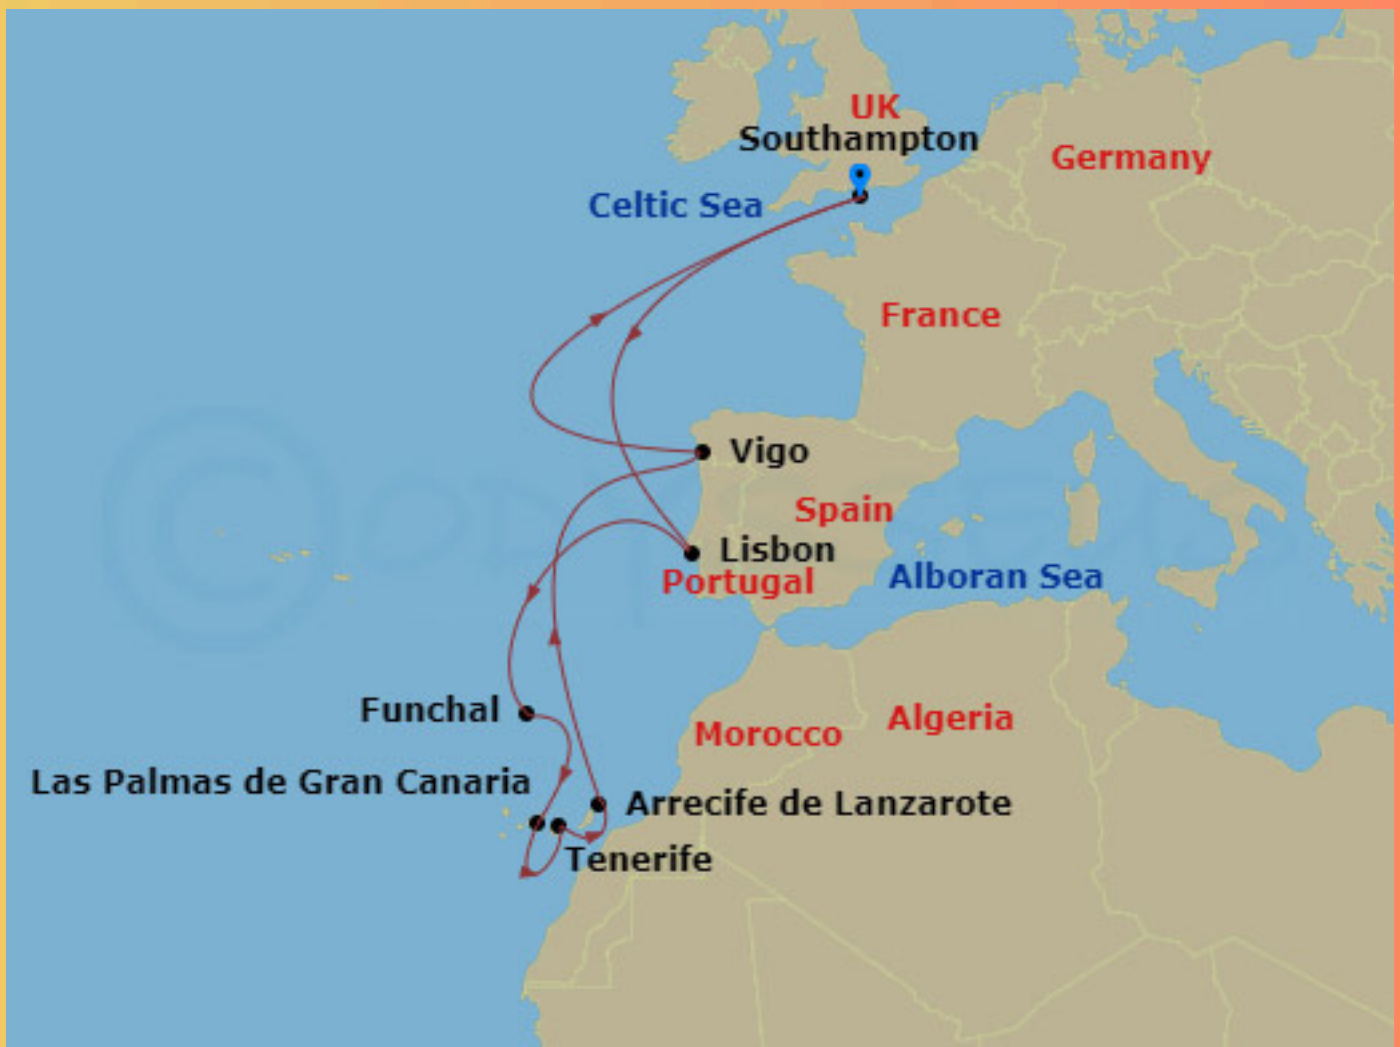 UK
Southampton
Germany
Celtic Sea
France
Vigo
Spain
Lisbon
Alboran Sea
Portugal
Funchal
Algeria
Morocco
Las Palmas de Gran Canaria
Arrecife de Lanzarote
Tenerife